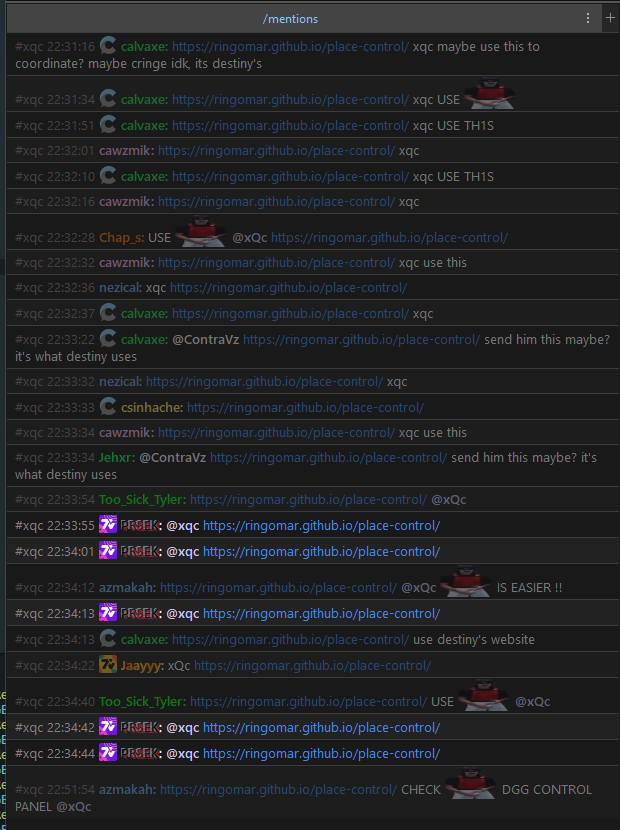 /mentions
#xqc 22:31:16 calvaxe: https://ringomar.github.io/place-control/ xqc maybe use this to
coordinate? maybe cringe idk, its destiny's
#xqc 22:31:34 calvaxe: https://ringomar.github.io/place-control/ xqc USE
#xqc 22:31:51 calvaxe: https://ringomar.github.io/place-control/ xqc USE TH1S
#xqc 22:32:01 cawzmik: https://ringomar.github.io/place-control/ xqc
#xqc 22:32:10 calvaxe: https://ringomar.github.io/place-control/ xqc USE TH1S
#xqc 22:32:16 cawzmik: https://ringomar.github.io/place-control/ xqc
#xqc 22:32:28 Chap_s: USE @xQc https://ringomar.github.io/place-control/
#xqc 22:32:32 cawzmik: https://ringomar.github.io/place-control/ xqc use this
#xqc 22:32:36 nezical: xqc https://ringomar.github.io/place-control/
#xqc 22:32:37 calvaxe: https://ringomar.github.io/place-control/ xqc
#xqc 22:33:22 calvaxe: @ContraVz https://ringomar.github.io/place-control/ send him this maybe?
it's what destiny uses
#xqc 22:33:32 nezical: https://ringomar.github.io/place-control/ xqc
#xqc 22:33:33 csinhache: https://ringomar.github.io/place-control/
#xqc 22:33:34 cawzmik: https://ringomar.github.io/place-control/ xqc use this
#xqc 22:33:34 Jehxr: @ContraVz https://ringomar.github.io/place-control/ send him this maybe? it's
what destiny uses
#xqc 22:33:54 Too_Sick_Tyler: https://ringomar.github.io/place-control/ @xQc
#xqc 22:33:55 : @xqc https://ringomar.github.io/place-control/
#xqc 22:34:01 : @xqc https://ringomar.github.io/place-control/
#xqc 22:34:12 azmakah: https://ringomar.github.io/place-control/ @xQc IS EASIER !!
#xqc 22:34:13 : @xqc https://ringomar.github.io/place-control/
#xqc 22:34:13 calvaxe: https://ringomar.github.io/place-control/ use destiny's website
#xqc 22:34:22 Jaayyy: xQc https://ringomar.github.io/place-control/
#xqc 22:34:40 Too_Sick_Tyler: https://ringomar.github.io/place-control/ USE @xQc
#xqc 22:34:42 : @xqc https://ringomar.github.io/place-control/
#xqc 22:34:44 : @xqc https://ringomar.github.io/place-control/
#xqc 22:51:54 azmakah: https://ringomar.github.io/place-control/ CHECK DGG CONTROL
PANEL @xQc